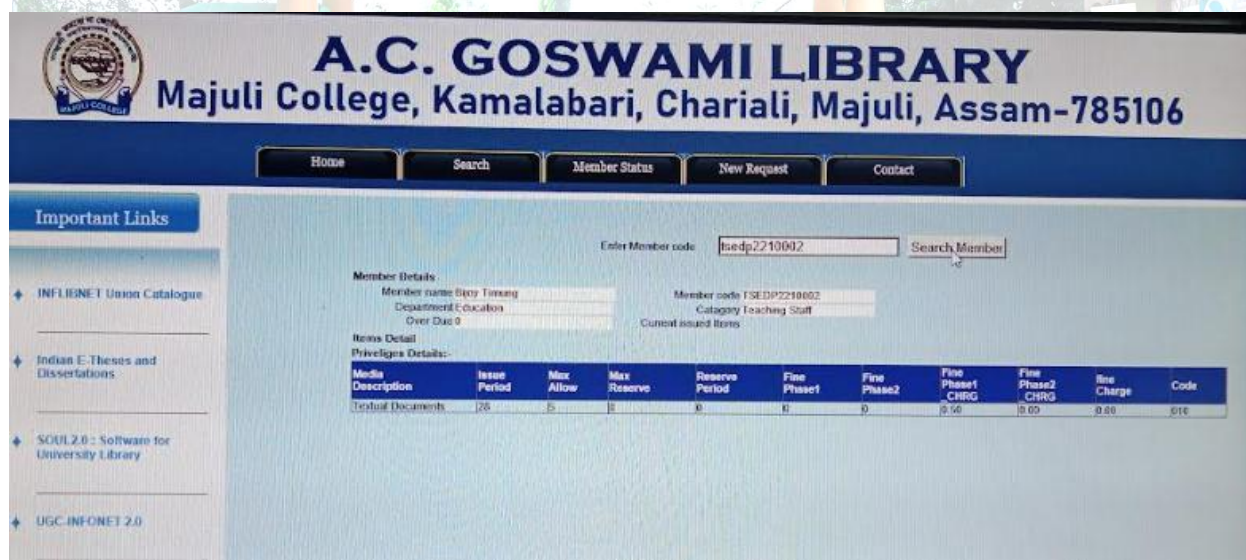 MAJULI COLLEGE
A.C. GOSWAMI LIBRARY
Majuli College, Kamalabari, Chariali, Majuli, Assam-785106
Home Search Member Status New Request Contact
Important Links
INFLIBNET Union Catalogue
Indian E-Theses and
Dissertations
SOUL2.0 : Software for
University Library
UGC-INFONET 2.0
Enter Member code tsedp2210002 Search Member
Member Details
Member name Bijoy Timung Member code TSEDP2210002
Department Education Catagory Teaching Staff
Over Due 0 Current issued Items
Items Detail
Priveliges Details:-
Media Description Issue Period Max Allow Max Reserve Reserve Period Fine Phase1 Fine Phase2 Fine Phase1 _CHRG Fine Phase2 _CHRG fine Charge Code
Textual Documents 28 5 0 0 0.50 0.00 0.00 010